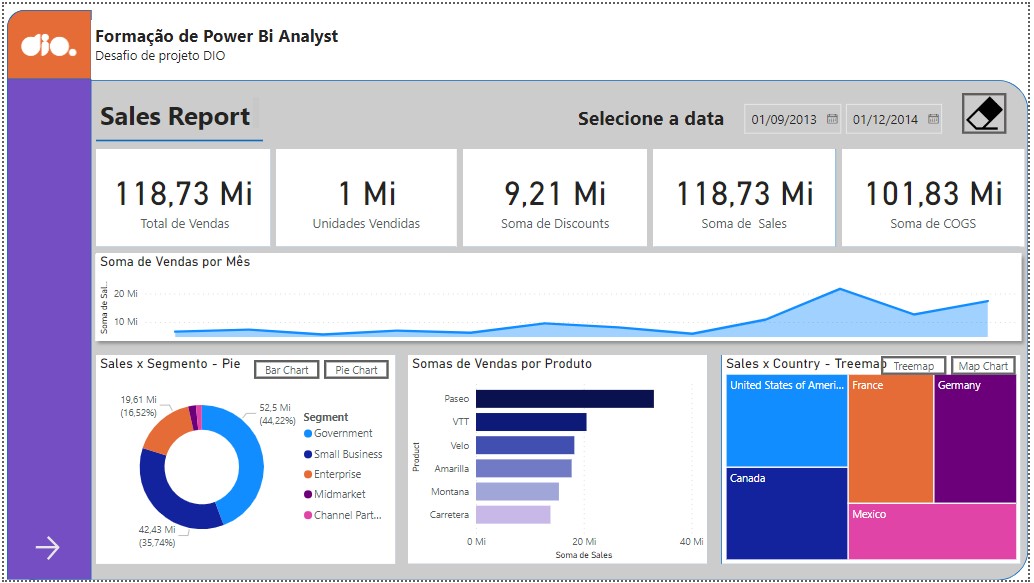 dio.
Formação de Power Bi Analyst
Desafio de projeto DIO
Sales Report
Selecione a data
01/09/2013
01/12/2014
118,73 Mi
Total de Vendas
1 Mi
Unidades Vendidas
9,21 Mi
Soma de Discounts
118,73 Mi
Soma de Sales
101,83 Mi
Soma de COGS
Soma de Vendas por Mês
Soma de Sal...
20 Mi
10 Mi
Sales x Segmento - Pie
Bar Chart
Pie Chart
19,61 Mi
(16,52%)
52,5 Mi
(44,22%)
42,43 Mi
(35,74%)
Segment
Government
Small Business
Enterprise
Midmarket
Channel Part...
Somas de Vendas por Produto
Product
Paseo
VTT
Velo
Amarilla
Montana
Carretera
0 Mi
20 Mi
40 Mi
Soma de Sales
Sales x Country - Treemap
Treemap
Map Chart
United States of Ameri...
France
Germany
Canada
Mexico